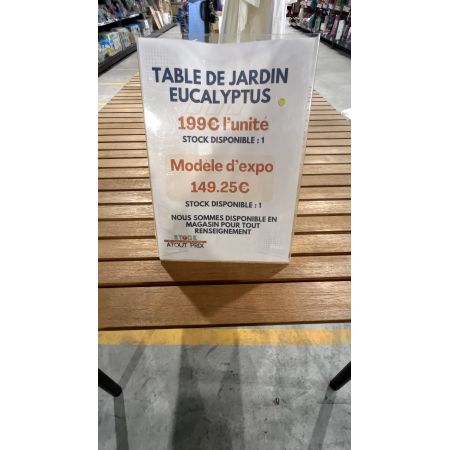 TABLE DE JARDIN
EUCALYPTUS
199€ l'unité
STOCK DISPONIBLE : 1
Modele d'expo
149.25€
STOCK DISPONIBLE : 1
NOUS SOMMES DISPONIBLE EN
MAGASIN POUR TOUT
RENSEIGNEMENT
STOCK
ATOUT PRIX